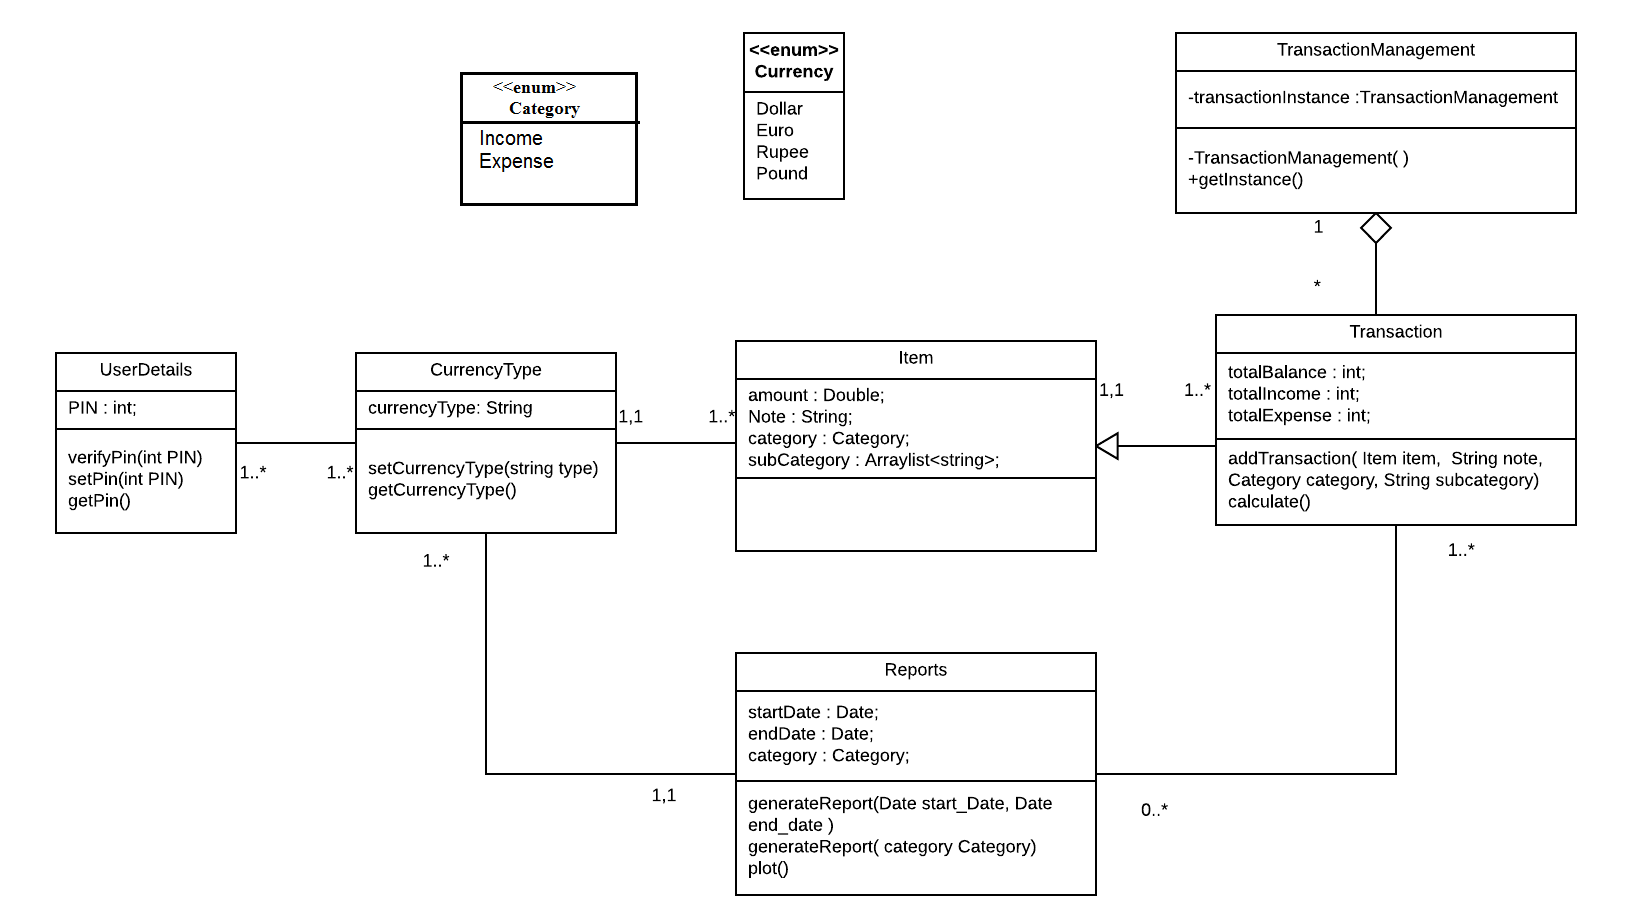 <<enum>>
Category
Income
Expense
<<enum>>
Currency
Dollar
Euro
Rupee
Pound
TransactionManagement
-transactionInstance :TransactionManagement
-TransactionManagement( )
+getInstance()
1
*
UserDetails
PIN : int;
verifyPin(int PIN)
setPin(int PIN)
getPin()
1..*
1..*
CurrencyType
currencyType: String
setCurrencyType(string type)
getCurrencyType()
1,1
1..*
Item
amount : Double;
Note : String;
category : Category;
subCategory : Arraylist<string>;
1,1
1..*
Transaction
totalBalance : int;
totalIncome : int;
totalExpense : int;
addTransaction( Item item,  String note,
Category category, String subcategory)
calculate()
1..*
1..*
Reports
startDate : Date;
endDate : Date;
category : Category;
generateReport(Date start_Date, Date
end_date )
generateReport( category Category)
plot()
1,1
0..*